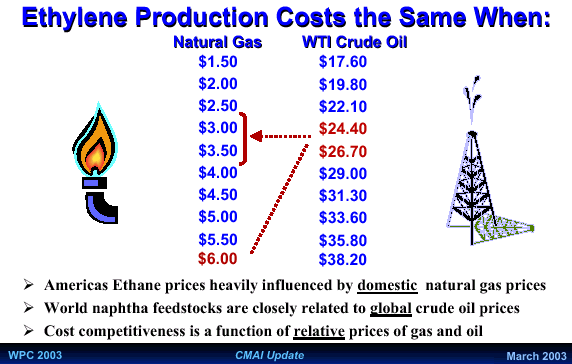 Ethylene Production Costs the Same When:
Natural Gas WTI Crude Oil
$1.50 $17.60
$2.00 $19.80
$2.50 $22.10
$3.00 $24.40
$3.50 $26.70
$4.00 $29.00
$4.50 $31.30
$5.00 $33.60
$5.50 $35.80
$6.00 $38.20
➢ Americas Ethane prices heavily influenced by domestic natural gas prices
➢ World naphtha feedstocks are closely related to global crude oil prices
➢ Cost competitiveness is a function of relative prices of gas and oil
WPC 2003 CMAI Update March 2003